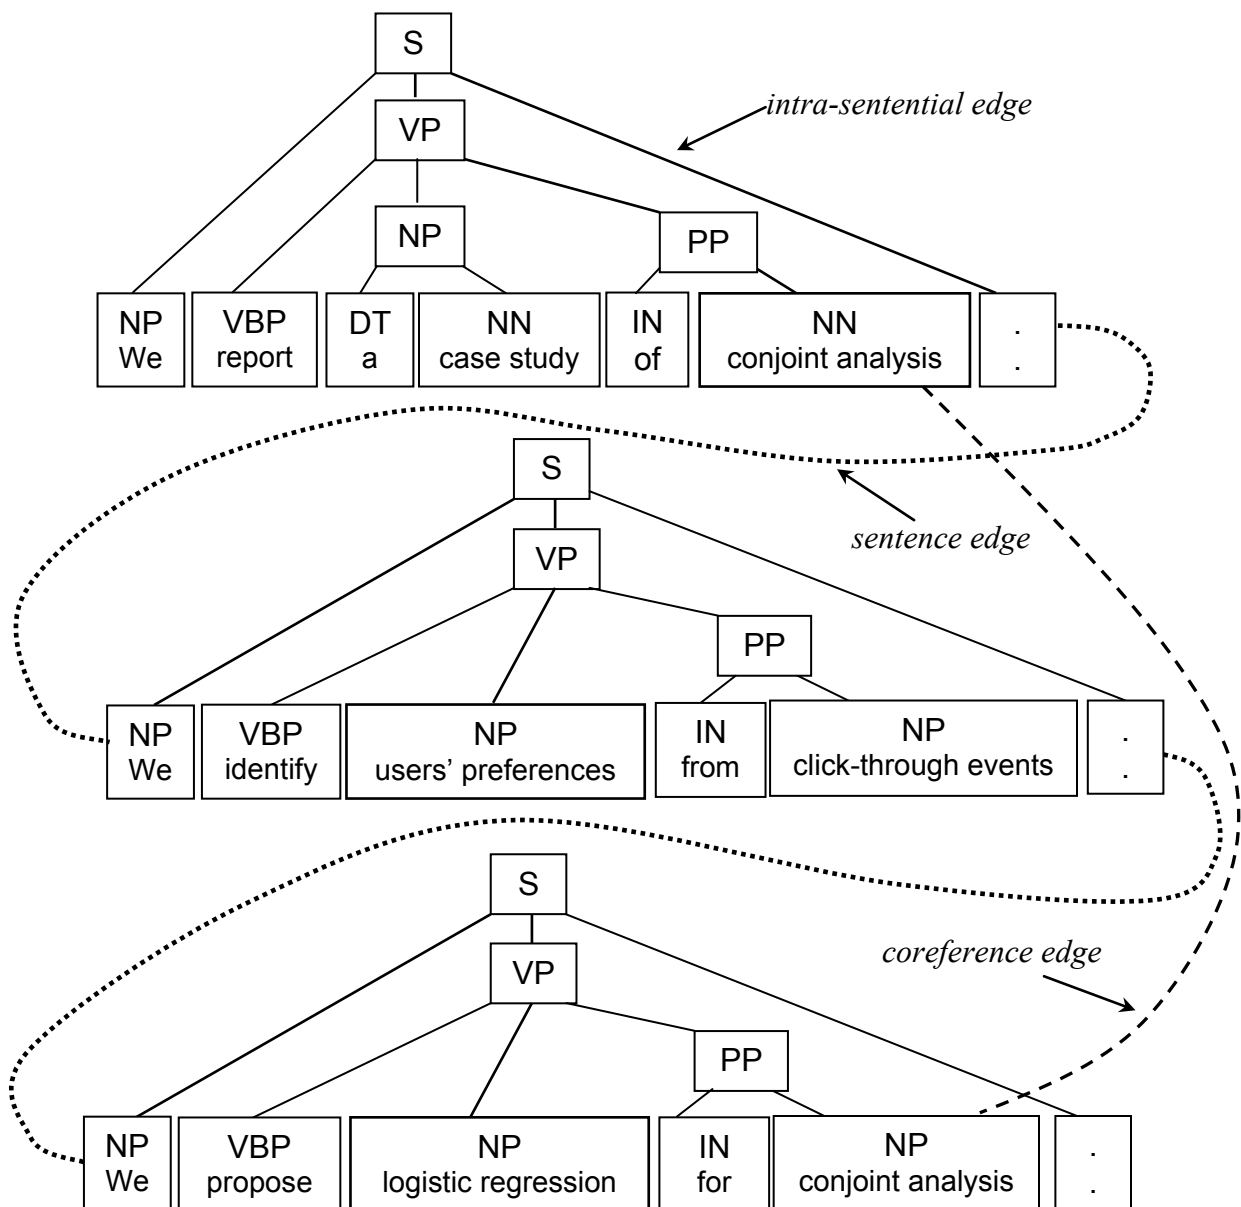 S
intra-sentential edge
VP
NP
PP
NP VBP DT NN IN NN .
We report a case study of conjoint analysis .
S
sentence edge
VP
PP
NP VBP NP IN NP .
We identify users’ preferences from click-through events .
S
coreference edge
VP
PP
NP VBP NP IN NP .
We propose logistic regression for conjoint analysis .